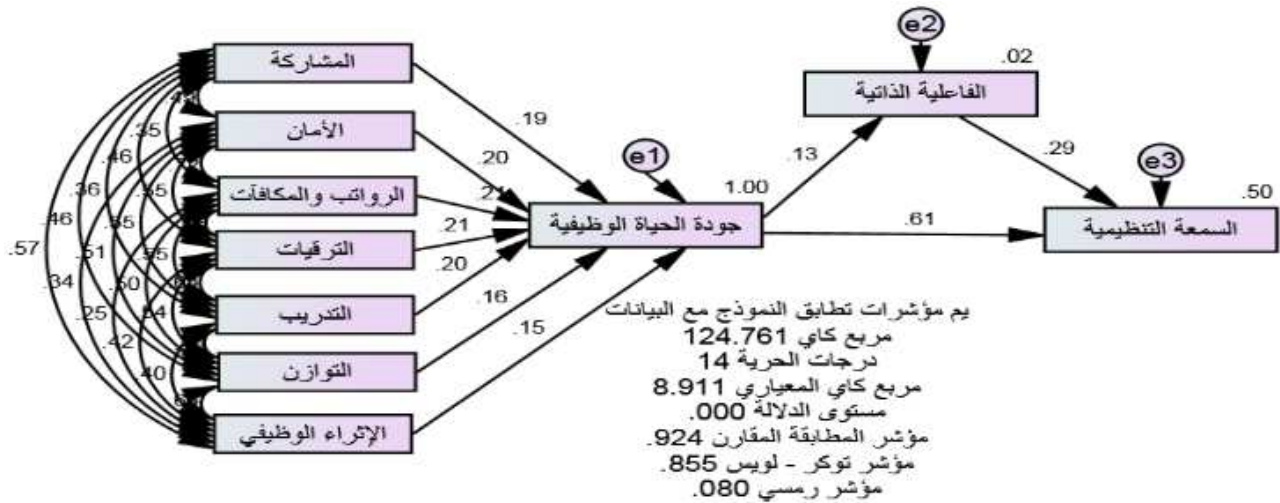 e2
.02
المشاركة
الفاعلية الذاتية
.19
.29
e3
.35
الأمان
.46
.20
e1
.13
.50
.36
الرواتب والمكافآت
.21
1.00
السمعة التنظيمية
.46
جودة الحياة الوظيفية
.61
.57
.51
.55
الترقيات
.21
.34
.50
.20
.25
التدريب
.16
يم مؤشرات تطابق النموذج مع البيانات
.42
.15
مربع كاي 124.761
درجات الحرية 14
40
التوازن
مربع كاي المعياري 8.911
مستوى الدلالة 000.
الإثراء الوظيفي
مؤشر المطابقة المقارن 924.
مؤشر توكر - لويس 855.
مؤشر رمسي 080.